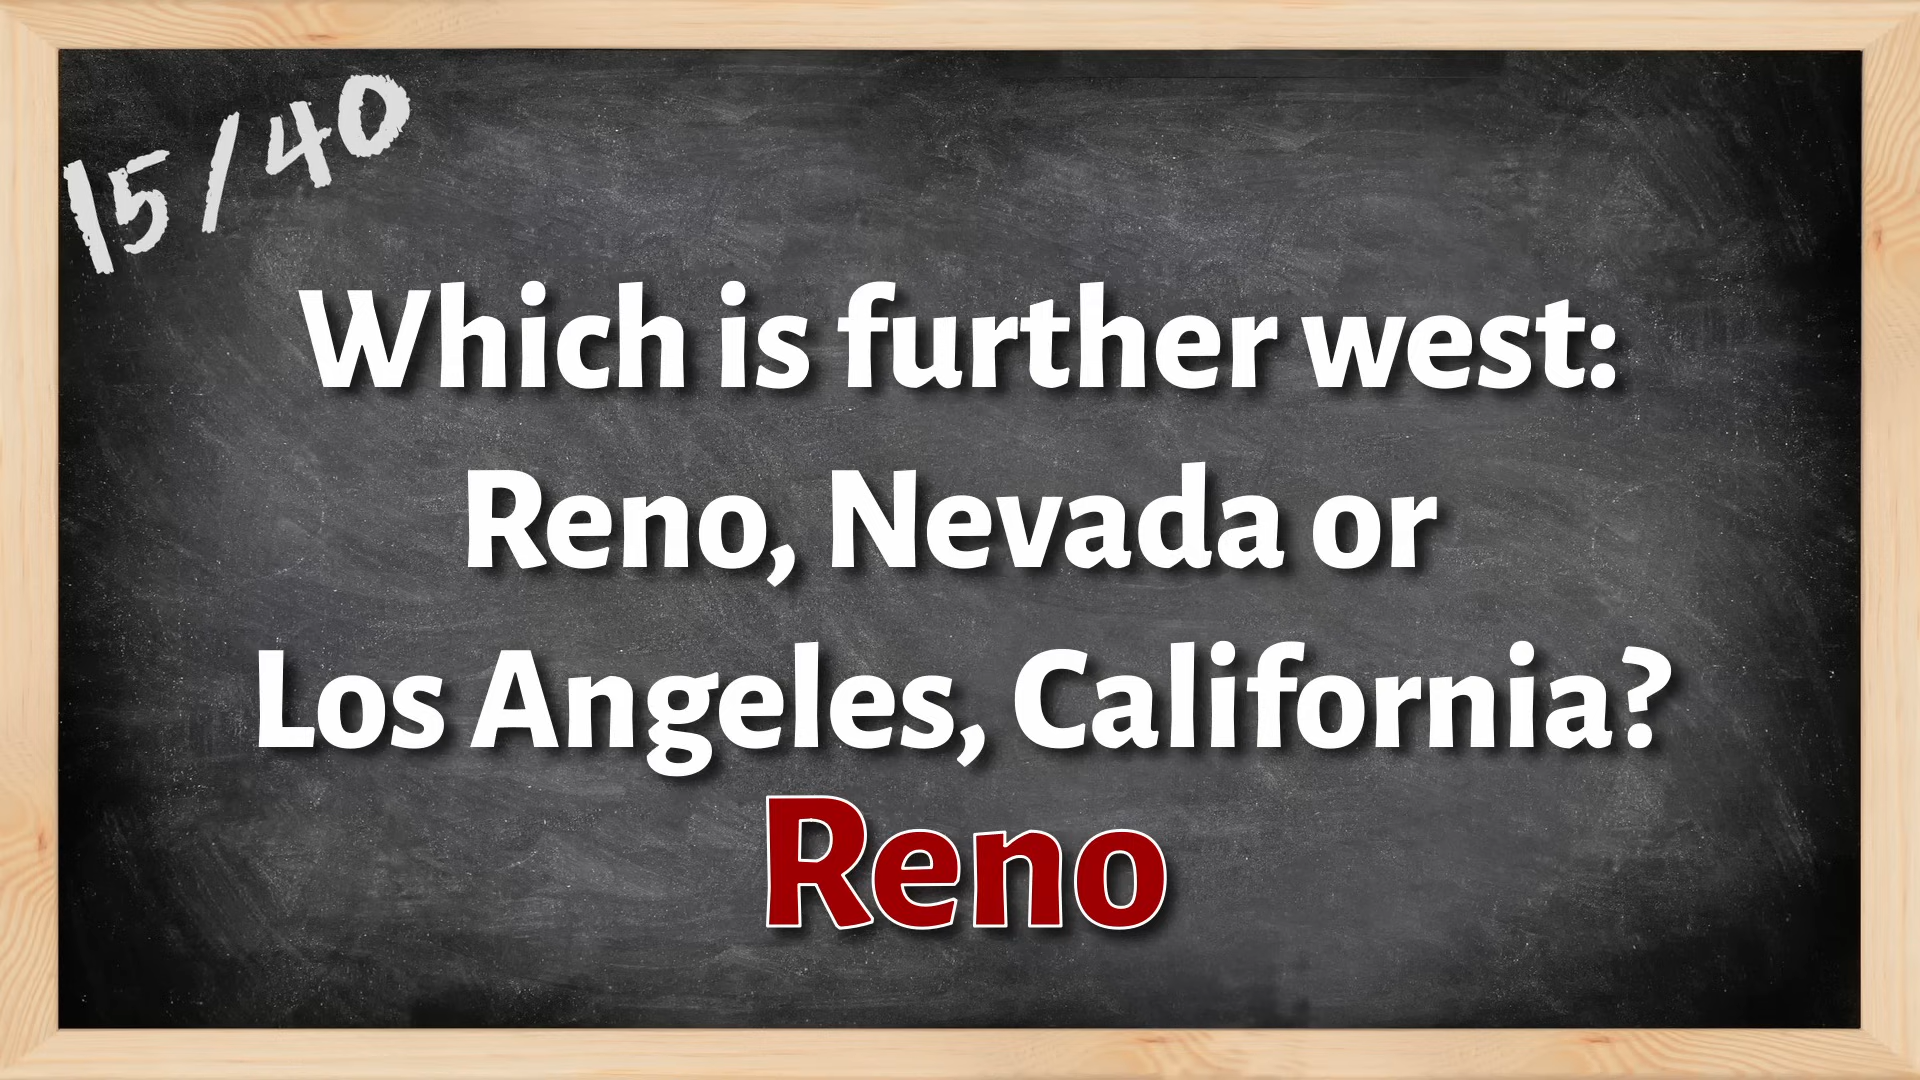 15/40
Which is further west:
Reno, Nevada or
Los Angeles, California?
Reno